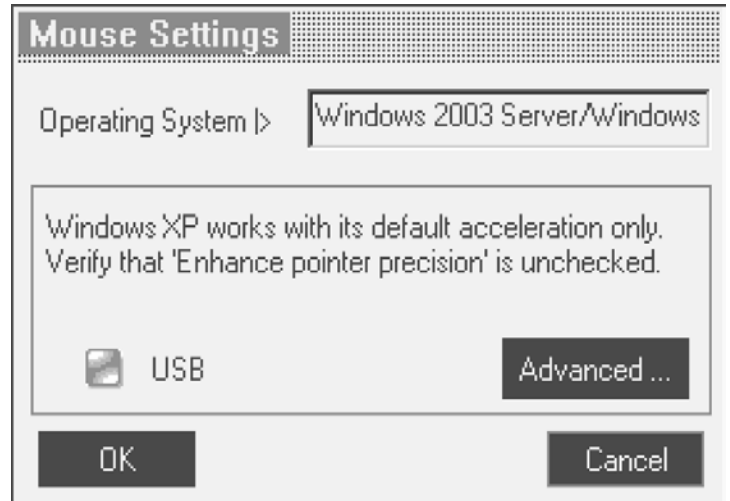 Mouse Settings
Operating System |>
Windows 2003 Server/Windows
Windows XP works with its default acceleration only.
Verify that 'Enhance pointer precision' is unchecked.
USB
Advanced ...
OK
Cancel